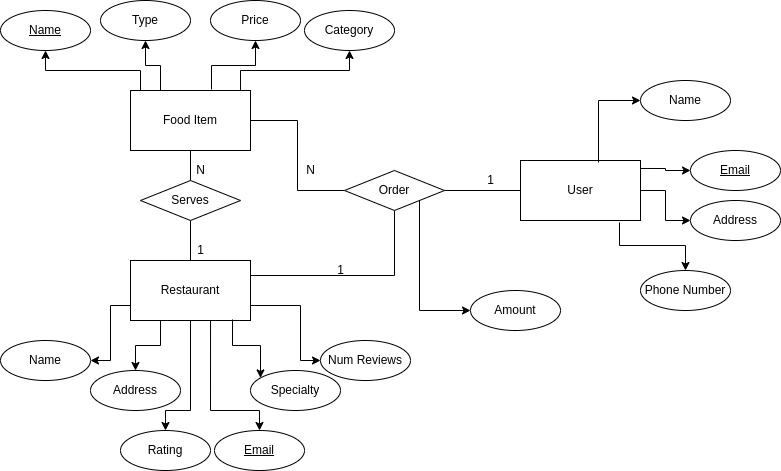 Name
Type
Price
Category
Food Item
Name
N
N
Email
Serves
Order
1
User
Address
1
1
Restaurant
Phone Number
Amount
Name
Num Reviews
Address
Specialty
Rating
Email